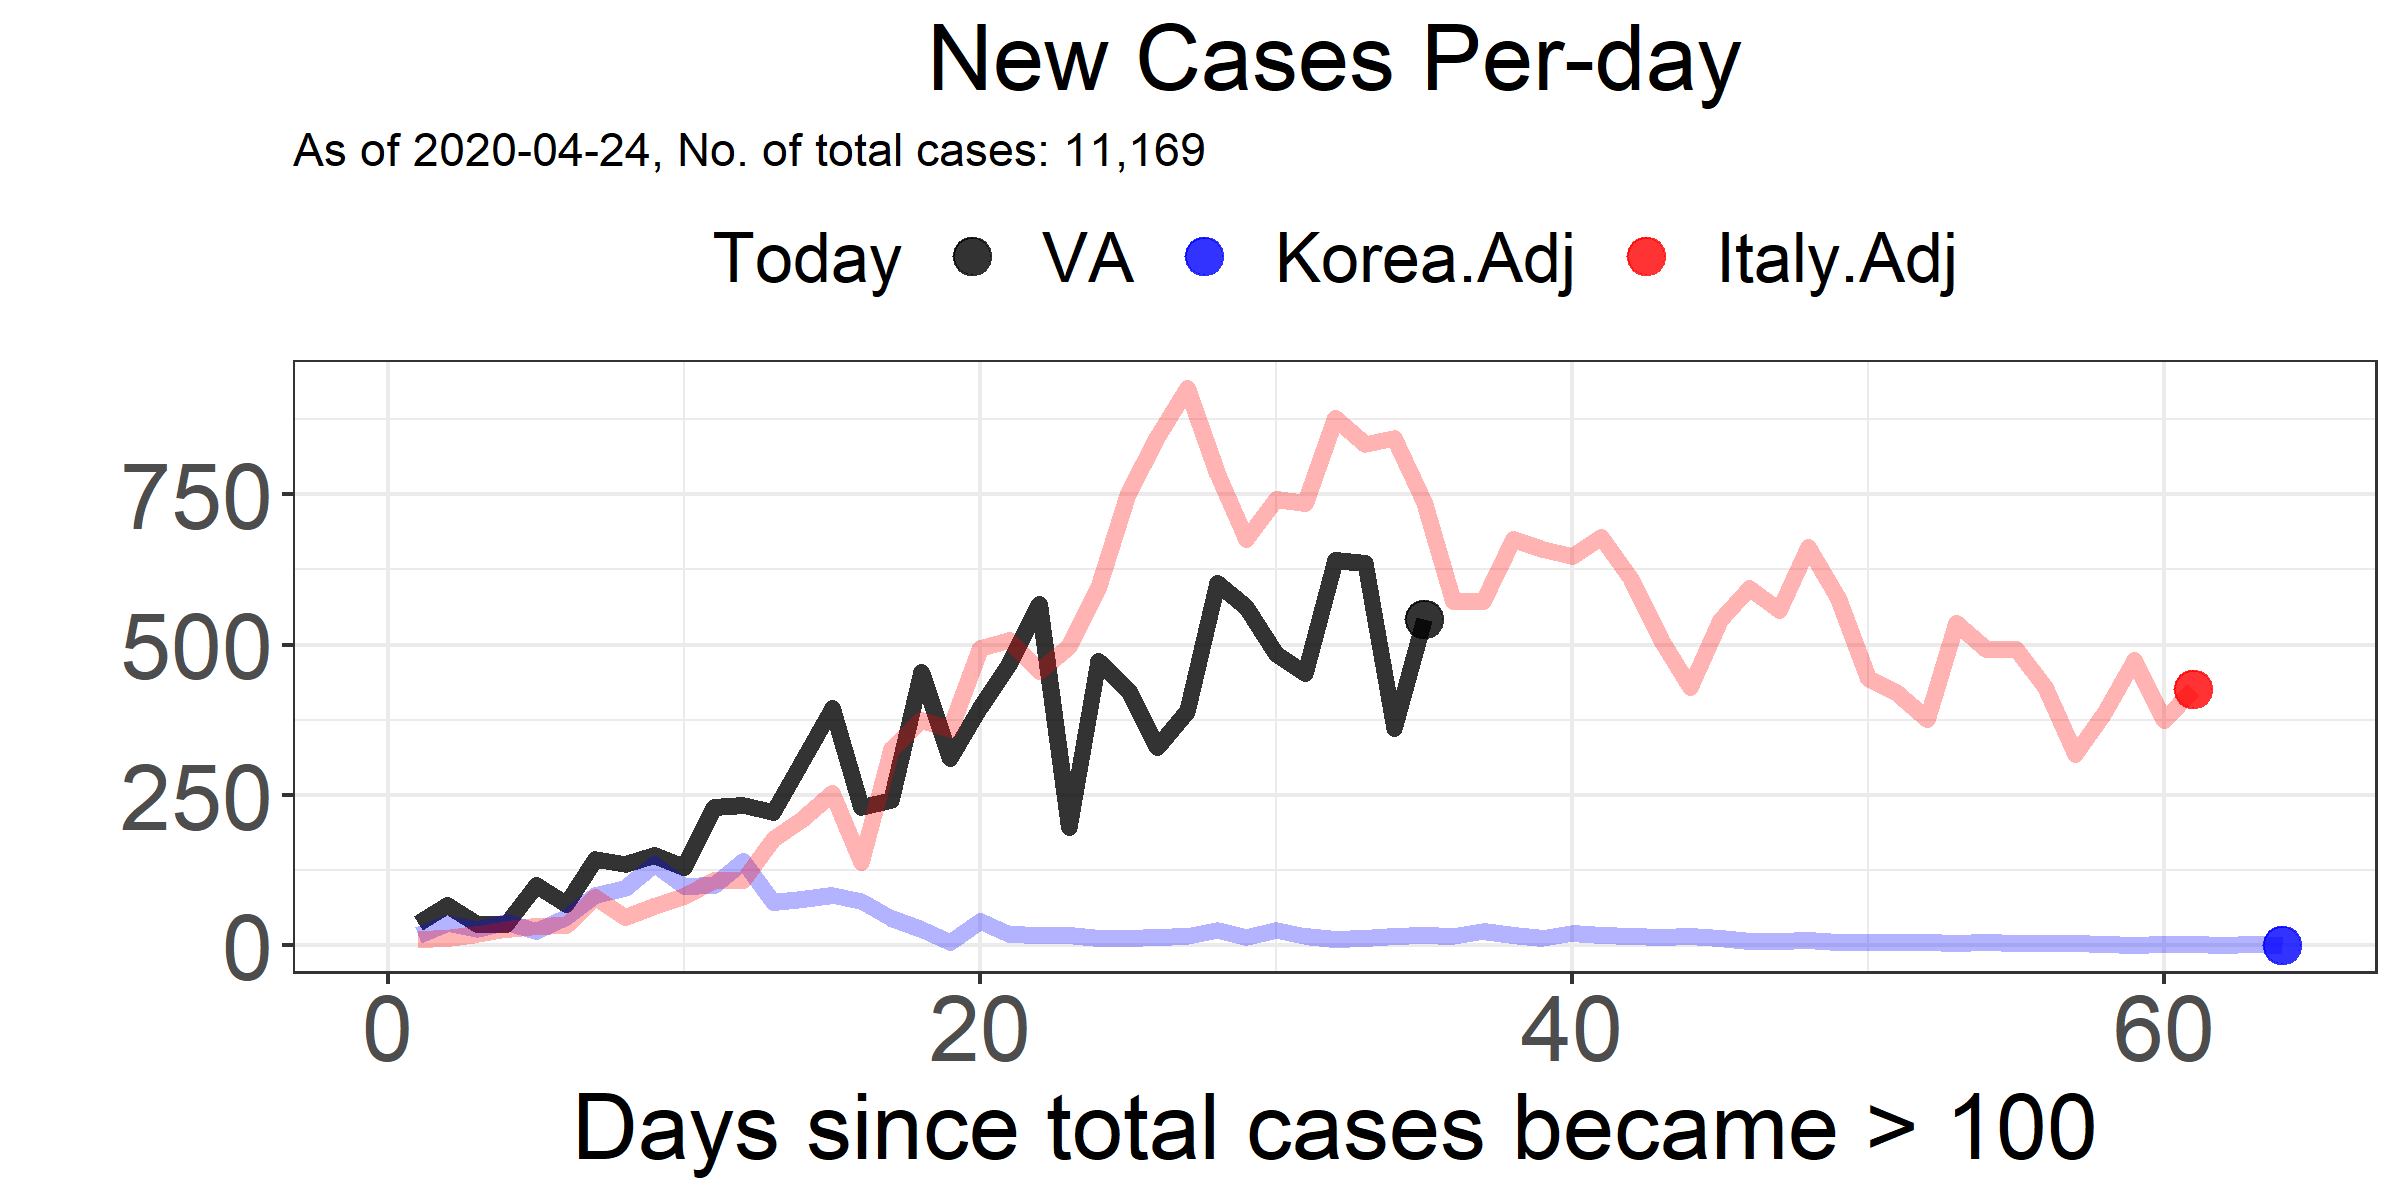 New Cases Per-day
As of 2020-04-24, No. of total cases: 11,169
Today VA Korea.Adj Italy.Adj
750
500
250
0
0 20 40 60
Days since total cases became > 100